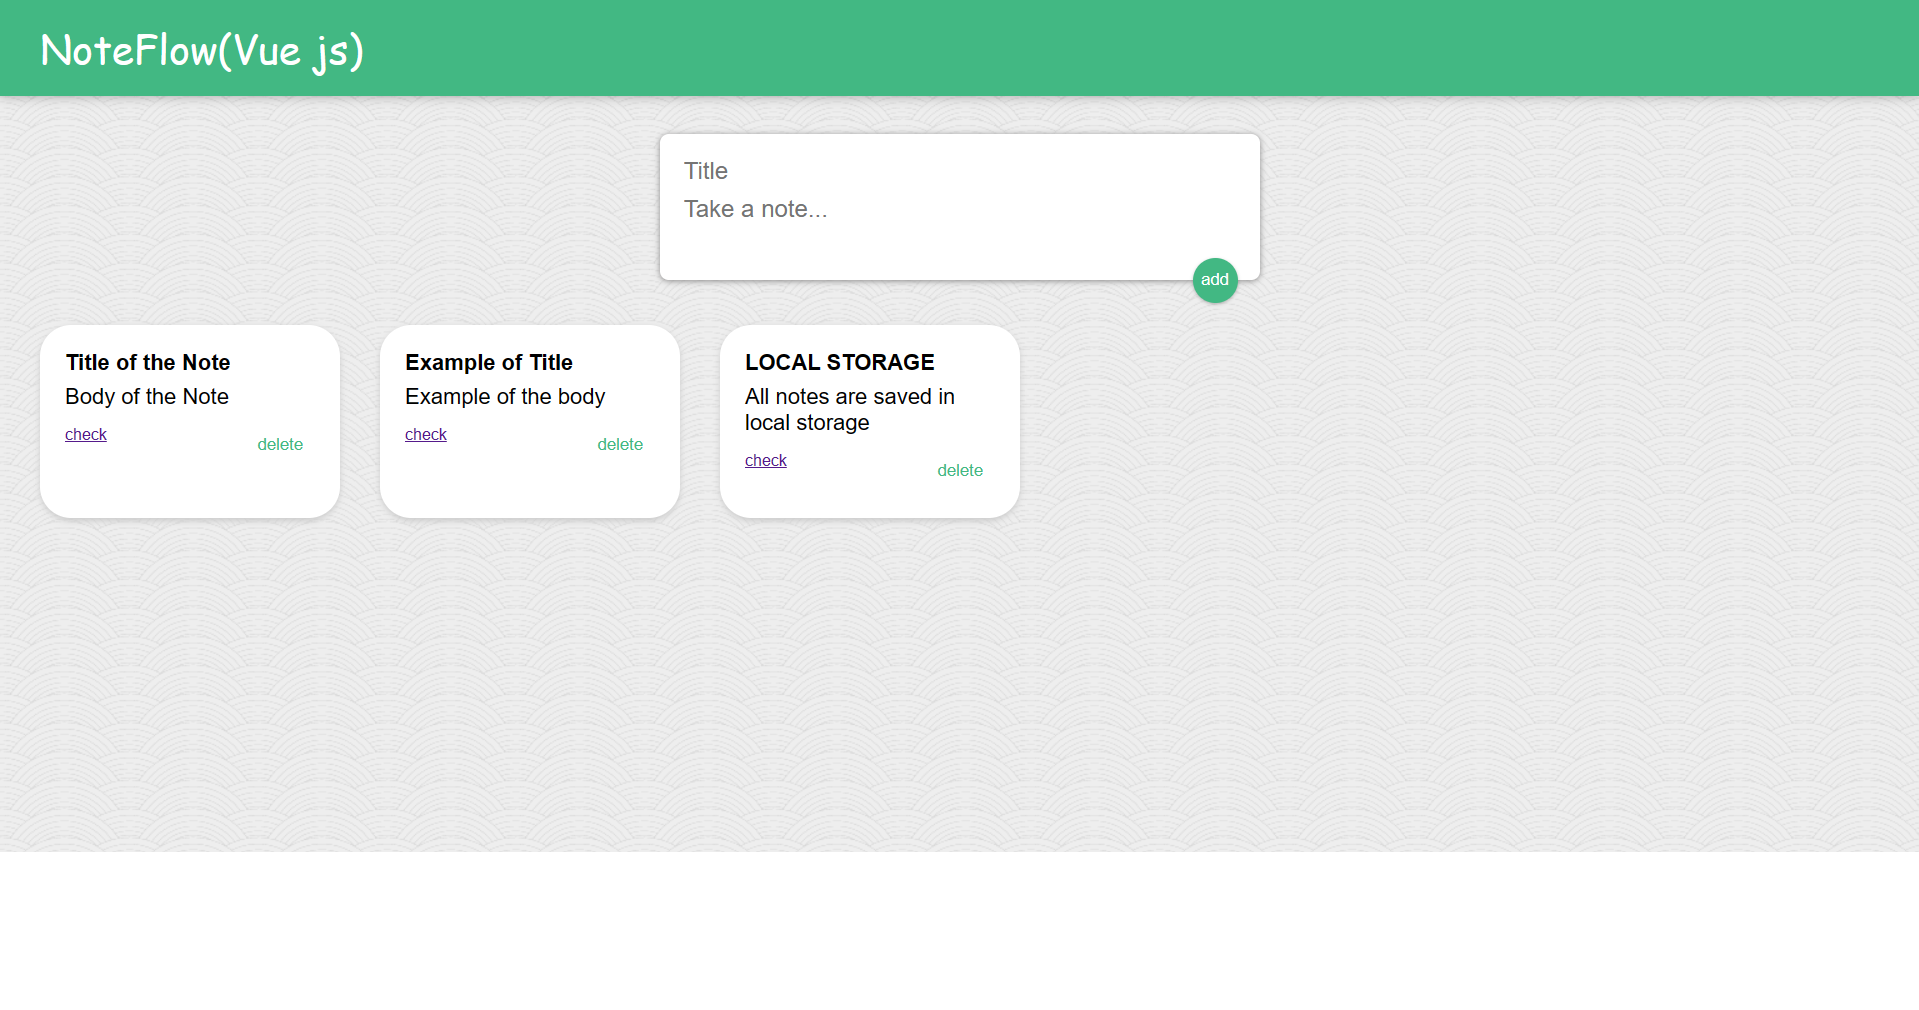 NoteFlow(Vue js)
Title
Take a note...
add
Title of the Note
Body of the Note
check
delete
Example of Title
Example of the body
check
delete
LOCAL STORAGE
All notes are saved in
local storage
check
delete